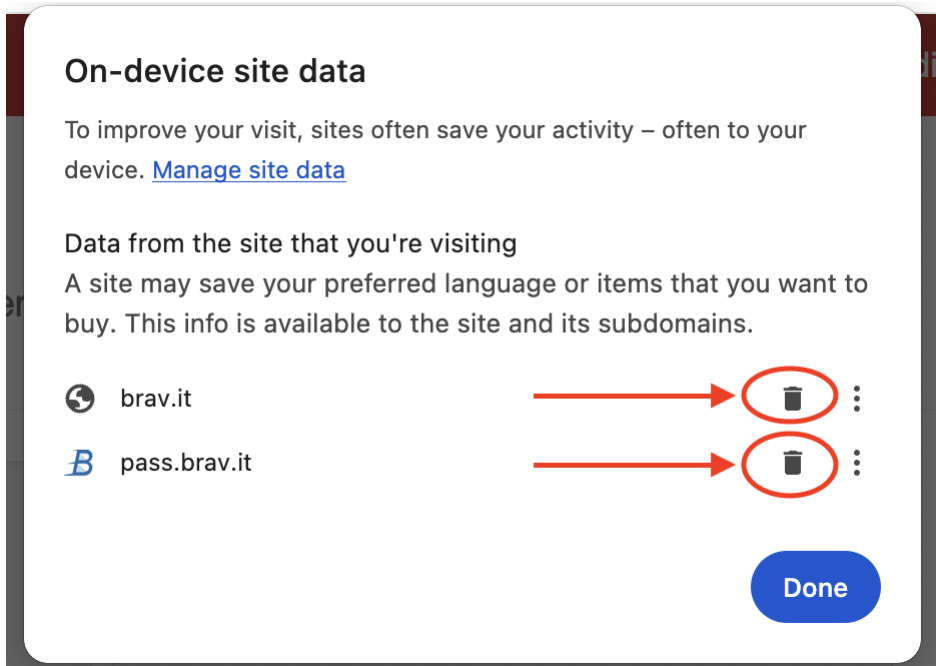 On-device site data
To improve your visit, sites often save your activity – often to your
device. Manage site data
Data from the site that you're visiting
A site may save your preferred language or items that you want to
buy. This info is available to the site and its subdomains.
brav.it
B pass.brav.it
Done